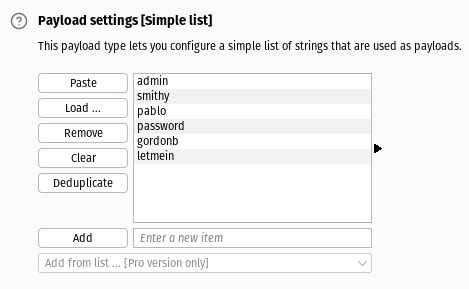 ?
Payload settings [Simple list]
This payload type lets you configure a simple list of strings that are used as payloads.
Paste
Load ...
Remove
Clear
Deduplicate
admin
smithy
pablo
password
gordonb
letmein
Add
Enter a new item
Add from list ... [Pro version only]